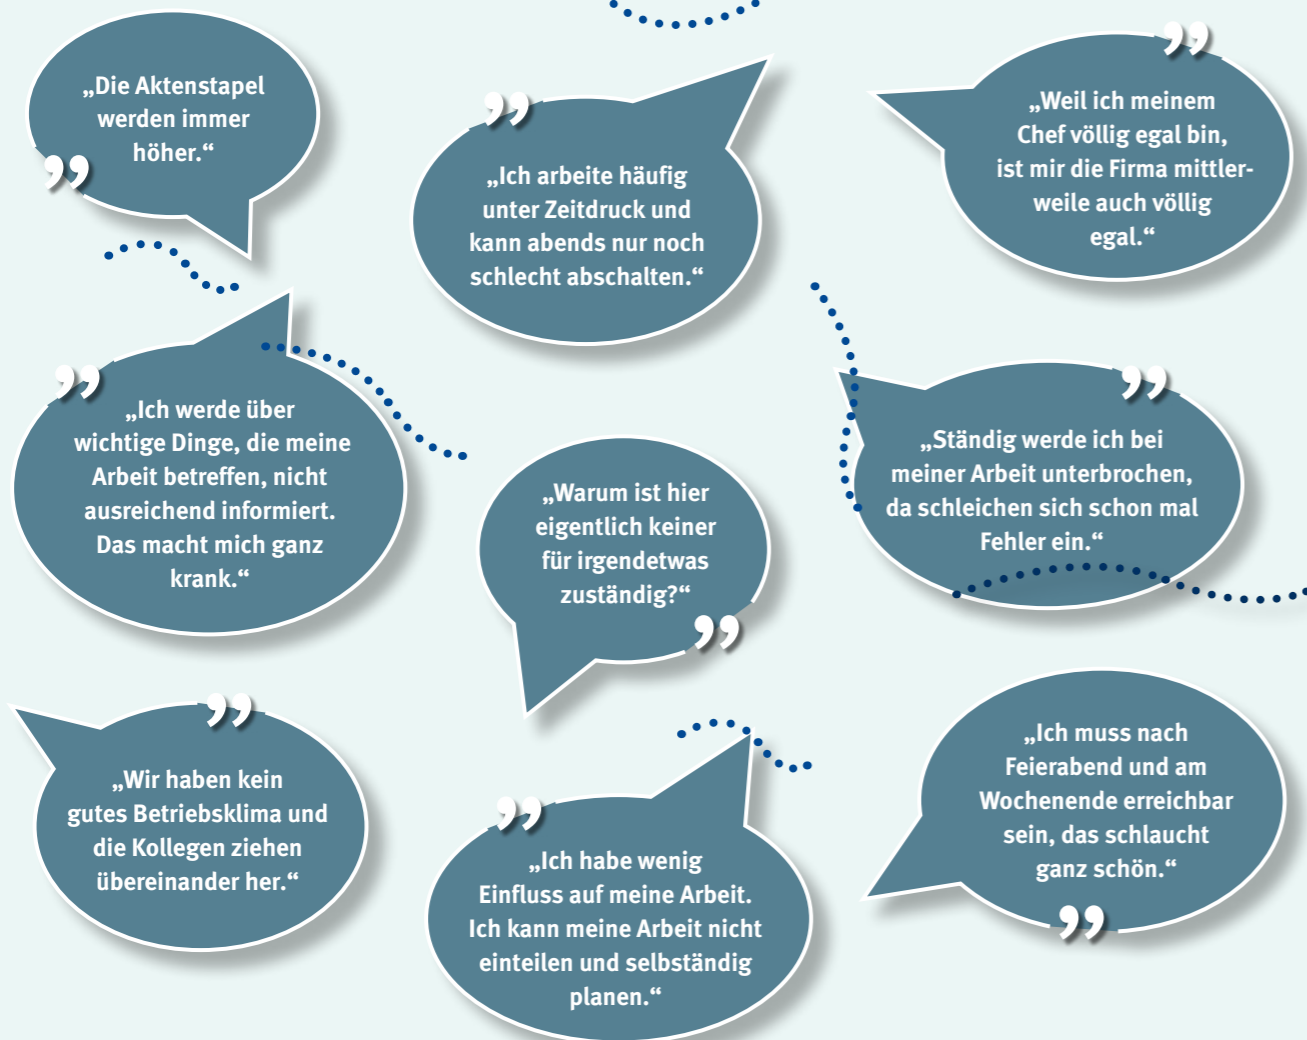 „Die Aktenstapel
werden immer
höher.“
„Ich arbeite häufig
unter Zeitdruck und
kann abends nur noch
schlecht abschalten.“
„Weil ich meinem
Chef völlig egal bin,
ist mir die Firma mittler-
weile auch völlig
egal.“
„Ich werde über
wichtige Dinge, die meine
Arbeit betreffen, nicht
ausreichend informiert.
Das macht mich ganz
krank.“
„Warum ist hier
eigentlich keiner
für irgendetwas
zuständig?“
„Ständig werde ich bei
meiner Arbeit unterbrochen,
da schleichen sich schon mal
Fehler ein.“
„Wir haben kein
gutes Betriebsklima und
die Kollegen ziehen
übereinander her.“
„Ich habe wenig
Einfluss auf meine Arbeit.
Ich kann meine Arbeit nicht
einteilen und selbständig
planen.“
„Ich muss nach
Feierabend und am
Wochenende erreichbar
sein, das schlaucht
ganz schön.“